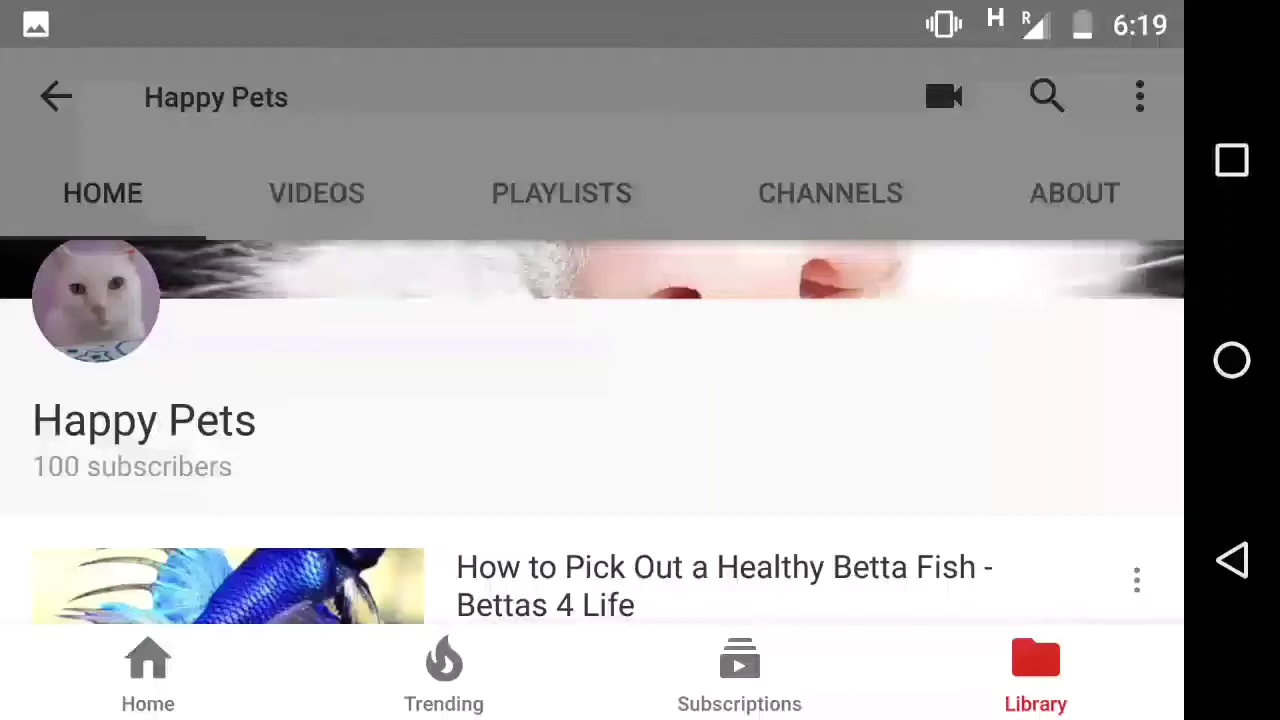 H R 6:19
Happy Pets
HOME VIDEOS PLAYLISTS CHANNELS ABOUT
Happy Pets
100 subscribers
How to Pick Out a Healthy Betta Fish -
Bettas 4 Life
Home Trending Subscriptions Library